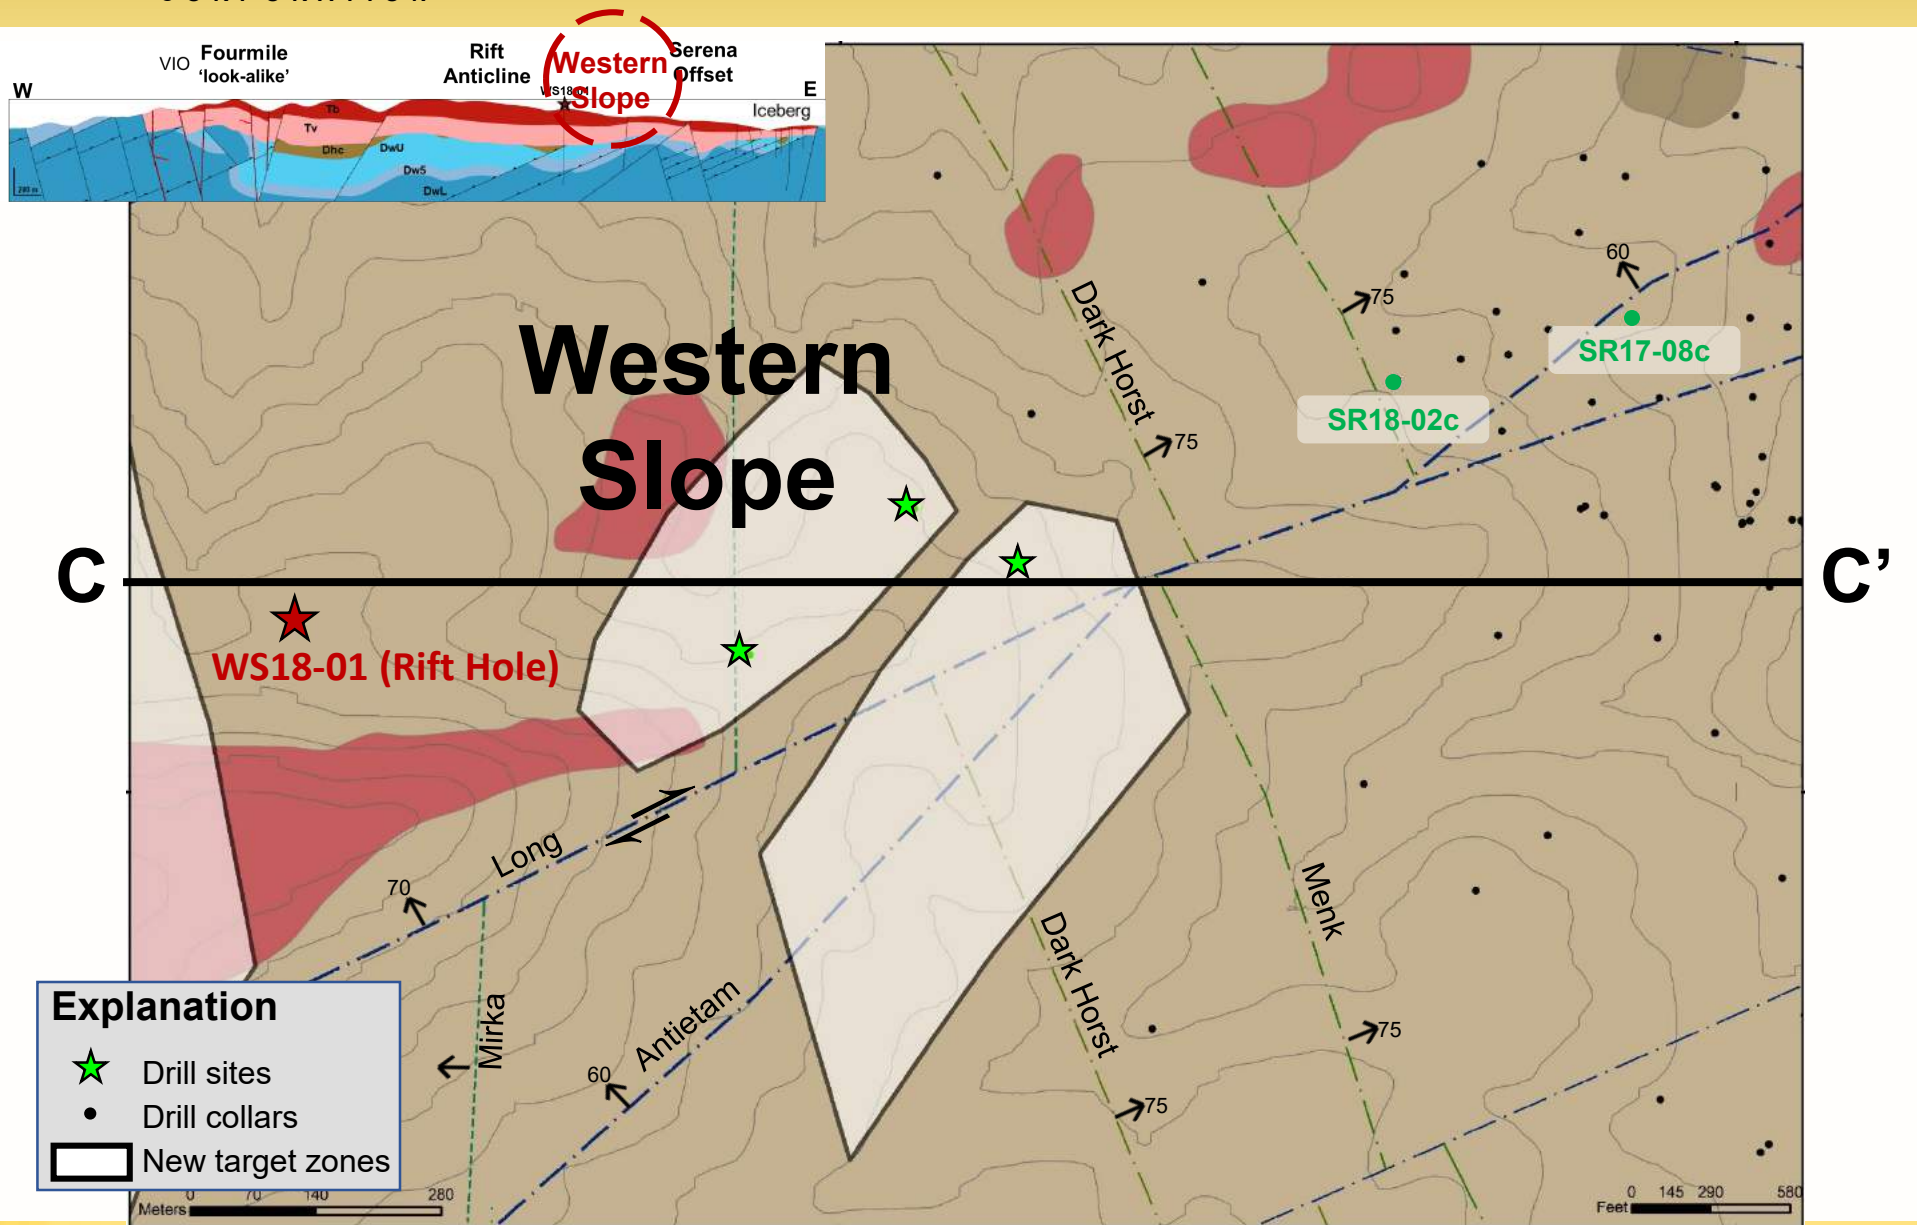 VIO
Fourmile
‘look-alike’
Rift
Anticline
Western
Slope
Serena
Offset
W
E
WS18-01
Iceberg
Tb
Tv
Dhc
DwU
Dw5
DwL
200 m
60
75
Dark Horst
SR17-08c
Western
Slope
SR18-02c
75
C
C’
WS18-01 (Rift Hole)
Long
70
Menk
Dark Horst
Mirka
Antietam
60
75
75
Explanation
Drill sites
Drill collars
New target zones
0 70 140 280
Meters
0 145 290 580
Feet